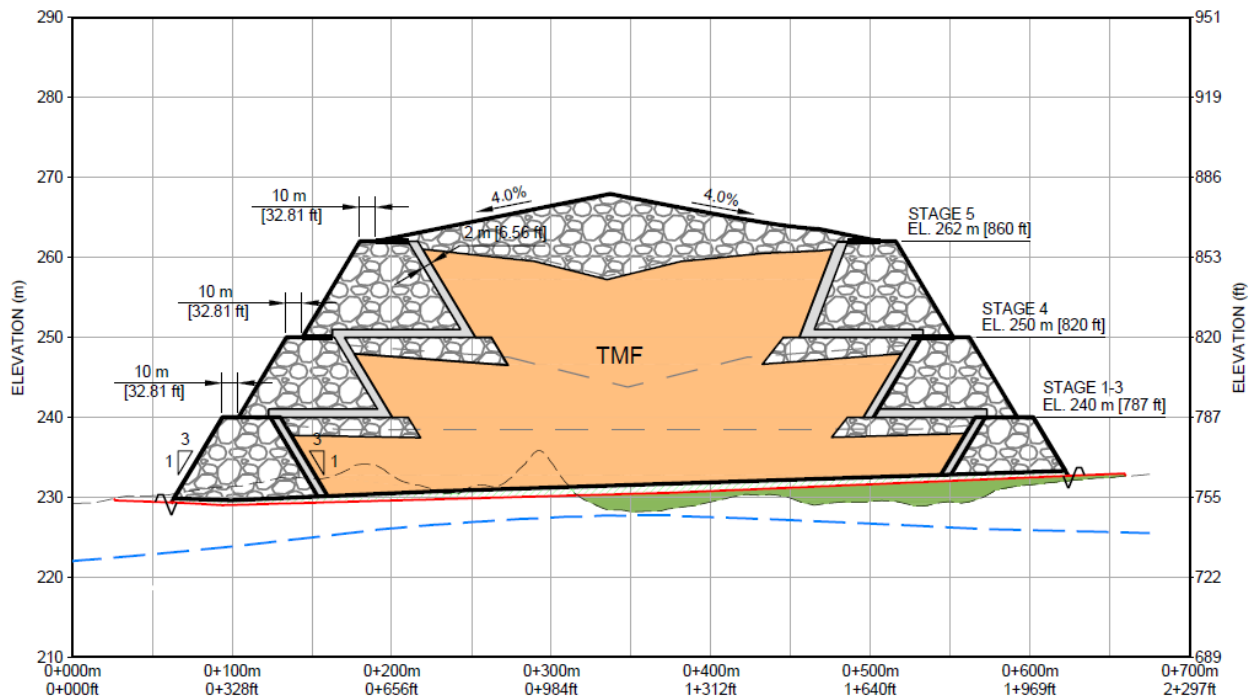 290
280
270
260
250
240
230
220
210
ELEVATION (m)
951
919
886
853
820
787
755
722
689
ELEVATION (ft)
10 m
[32.81 ft]
4.0%
4.0%
2 m [6.56 ft]
STAGE 5
EL. 262 m [860 ft]
10 m
[32.81 ft]
STAGE 4
EL. 250 m [820 ft]
TMF
10 m
[32.81 ft]
STAGE 1-3
EL. 240 m [787 ft]
3
1
3
1
0+000m 0+100m 0+200m 0+300m 0+400m 0+500m 0+600m 0+700m
0+000ft 0+328ft 0+656ft 0+984ft 1+312ft 1+640ft 1+969ft 2+297ft